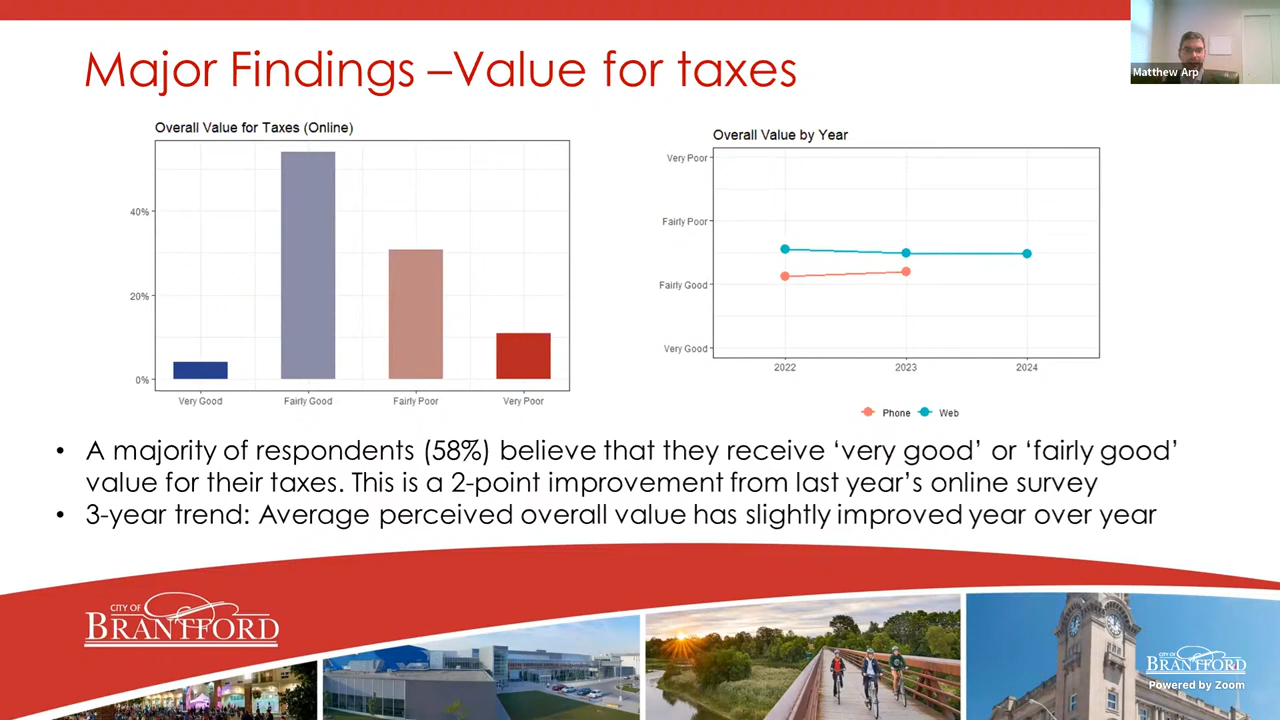 Major Findings –Value for taxes
Matthew Arp
Overall Value for Taxes (Online)
40%
20%
0%
Very Good
Fairly Good
Fairly Poor
Very Poor
Overall Value by Year
Very Poor
Fairly Poor
Fairly Good
Very Good
2022
2023
2024
Phone
Web
• A majority of respondents (58%) believe that they receive ‘very good’ or ‘fairly good’
value for their taxes. This is a 2-point improvement from last year’s online survey
• 3-year trend: Average perceived overall value has slightly improved year over year
CITY OF
BRANTFORD
CITY OF
BRANTFORD
Powered by Zoom